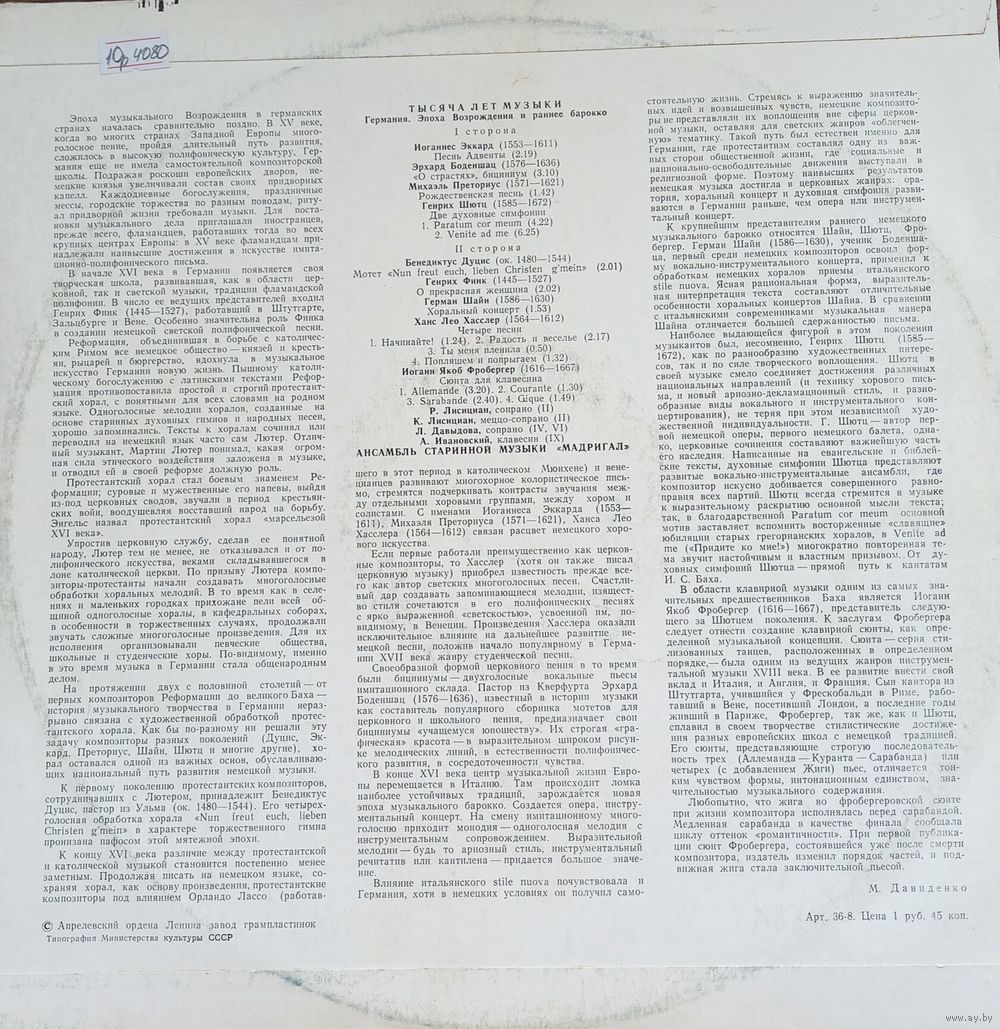 10р 4080
Эпоха музыкального Возрождения в германских
странах началась сравнительно поздно. В XV веке,
когда во многих странах Западной Европы много-
голосное пение, пройдя длительный путь развития,
сложилось в высокую полифоническую культуру, Гер-
мания еще не имела самостоятельной композиторской
школы. Подражая роскоши европейских дворов, не-
мецкие князья увеличивали состав своих придворных
капелл. Каждодневные богослужения, праздничные
мессы, городские торжества по разным поводам, риту-
ал придворной жизни требовали музыки. Для поста-
новки музыкального дела приглашали иностранцев,
прежде всего, фламандцев, работавших тогда во всех
крупных центрах Европы: в XV веке фламандцам при-
надлежали наивысшие достижения в искусстве имита-
ционно-полифонического письма.
В начале XVI века в Германии появляется своя
творческая школа, развивавшая, как в области цер-
ковной, так и светской музыки, традиции фламандской
полифонии. В число ее ведущих представителей входил
Генрих Финк (1445—1527), работавший в Штутгарте,
Зальцбурге и Вене. Особенно значительна роль Финка
в создании немецкой светской полифонической песни.
Реформация, объединившая в борьбе с католичес-
ким Римом все немецкое общество — князей и кресть-
ян, рыцарей и бюргерство, вдохнула в музыкальное
искусство Германии новую жизнь. Пышному католи-
ческому богослужению с латинскими текстами Рефор-
мация противопоставила простой и строгий протестант-
ский хорал, с понятными для всех словами на родном
языке. Одноголосные мелодии хоралов, созданные на
основе старинных духовных гимнов и народных песен,
хорошо запоминались. Тексты к хоралам сочинял или
переводил на немецкий язык часто сам Лютер. Отлич-
ный музыкант, Мартин Лютер понимал, какая огром-
ная сила этического воздействия заложена в музыке,
и отводил ей в своей реформе должную роль.
Протестантский хорал стал боевым знаменем Ре-
формации; суровые и мужественные его напевы, выйдя
из-под церковных сводов, звучали в период крестьян-
ских войн, воодушевляя восставший народ на борьбу.
Энгельс назвал протестантский хорал «марсельезой
XVI века».
Упростив церковную службу, сделав ее понятной
народу, Лютер тем не менее, не отказывался и от по-
лифонического искусства, веками складывавшегося в
лоне католической церкви. По призыву Лютера компо-
зиторы-протестанты начали создавать многоголосные
обработки хоральных мелодий. В то время как в селе-
ниях и маленьких городках прихожане пели всей об-
щиной одноголосные хоралы, в кафедральных соборах,
в особенности в торжественных случаях, продолжали
звучать сложные многоголосные произведения. Для их
исполнения организовывали певческие общества,
школьные и студенческие хоры. По-видимому, именно
в это время музыка в Германии стала общенародным
делом.
На протяжении двух с половиной столетий — от
первых композиторов Реформации до великого Баха —
история музыкального творчества в Германии нераз-
рывно связана с художественной обработкой протес-
тантского хорала. Как бы по-разному ни решали эту
задачу композиторы разных поколений (Дуцис, Эк-
кард, Преториус, Шайн, Шютц и многие другие), хо-
рал оставался одной из важных основ, обуславливаю-
щих национальный путь развития немецкой музыки.
К первому поколению протестантских композиторов,
сотрудничавших с Лютером, принадлежит Бенедиктус
Дуцис, пастор из Ульма (ок. 1480—1544). Его четырех-
голосная обработка хорала «Nun freut euch, lieben
Christen g'mein» в характере торжественного гимна
пронизана пафосом этой мятежной эпохи.
К концу XVI века различие между протестантской
и католической музыкой становится постепенно менее
заметным. Продолжая писать на немецком языке, со-
храняя хорал, как основу произведения, протестантские
композиторы под влиянием Орландо Лассо (работав-
© Апрелевский ордена Ленина завод грампластинок
Типография Министерства культуры СССР
ТЫСЯЧА ЛЕТ МУЗЫКИ
Германия. Эпоха Возрождения и раннее барокко
I сторона
Иоганнес Эккард (1553—1611)
Песнь Адвенты (2.19)
Эрхард Боденшац (1576—1636)
«О страстях», бициниум (3.10)
Михаэль Преториус (1571—1621)
Рождественская песнь (1.42)
Генрих Шютц (1585—1672)
Две духовные симфонии
1. Paratum cor meum (4.22)
2. Venite ad me (6.25)
II сторона
Бенедиктус Дуцис (ок. 1480—1544)
Мотет «Nun freut euch, lieben Christen g'mein» (2.01)
Генрих Финк (1445—1527)
О прекрасная женщина (2.02)
Герман Шайн (1586—1630)
Хоральный концерт (1.53)
Ханс Лео Хасслер (1564—1612)
Четыре песни
1. Начинайте! (1.24). 2. Радость и веселье (2.17)
3. Ты меня пленила (0.50)
4. Попляшем и попрыгаем (1.32)
Иоганн Якоб Фробергер (1616—1667)
Сюита для клавесина
1. Allemande (3.20). 2. Courante (1.30)
3. Sarabande (2.40). 4. Gique (1.49)
Р. Лисициан, сопрано (II)
К. Лисициан, меццо-сопрано (II)
Л. Давыдова, сопрано (IV, VI)
А. Ивановский, клавесин (IX)
АНСАМБЛЬ СТАРИННОЙ МУЗЫКИ «МАДРИГАЛ»
шего в этот период в католическом Мюнхене) и вене-
цианцев развивают многохорное колористическое пись-
мо, стремятся подчеркнуть контрасты звучания меж-
ду отдельными хоровыми группами, между хором и
солистами. С именами Иоганнеса Эккарда (1553—
1611), Михаэля Преториуса (1571—1621), Ханса Лео
Хасслера (1564—1612) связан расцвет немецкого хоро-
вого искусства.
Если первые работали преимущественно как церков-
ные композиторы, то Хасслер (хотя он также писал
церковную музыку) приобрел известность прежде все-
го как автор светских многоголосных песен. Счастли-
вый дар создавать запоминающиеся мелодии, изящест-
во стиля сочетаются в его полифонических песнях
с ярко выраженной «светскостью», усвоенной им, по-
видимому, в Венеции. Произведения Хасслера оказали
исключительное влияние на дальнейшее развитие не-
мецкой песни, положив начало популярному в Герма-
нии XVII века жанру студенческой песни.
Своеобразной формой церковного пения в то время
были бициниумы — двухголосные вокальные пьесы
имитационного склада. Пастор из Кверфурта Эрхард
Боденшац (1576—1636), известный в истории музыки
как составитель популярного сборника мотетов для
церковного школьного пения, предназначает свои
бициниумы «учащемуся юношеству». Их строгая «гра-
фическая» красота — в выразительном широком рисун-
ке мелодических линий, в естественности полифониче-
ского развития, в сосредоточенности чувства.
В конце XVI века центр музыкальной жизни Евро-
пы перемещается в Италию. Там происходит ломка
наиболее устойчивых традиций, зарождается новая
эпоха музыкального барокко. Создается опера, инстру-
ментальный концерт. На смену имитационному много-
голосию приходит монодия — одноголосная мелодия с
инструментальным сопровождением. Выразительной
мелодии — будь то ариозный стиль, инструментальный
речитатив или кантилена — придается большое значе-
ние.
Влияние итальянского stile nuova почувствовала и
Германия, хотя в немецких условиях он получил само-
стоятельную жизнь. Стремясь к выражению значитель-
ных идей и возвышенных чувств, немецкие композито-
ры не представляли их воплощения вне сферы церков-
ной музыки, оставляя для светских жанров «облегчен-
ную» тематику. Такой путь был естествен именно для
Германии, где протестантизм составлял одну из важ-
ных сторон общественной жизни, где социальные и
национально-освободительные движения выступали в
религиозной форме. Поэтому наивысших результатов
немецкая музыка достигла в церковных жанрах: ора-
тория, хоральный концерт и духовная симфония разви-
ваются в Германии раньше, чем опера или инструмен-
тальный концерт.
К крупнейшим представителям раннего немецкого
музыкального барокко относятся Шайн, Шютц, Фро-
бергер. Герман Шайн (1586—1630), ученик Боденша-
ца, первый среди немецких композиторов освоил фор-
му вокально-инструментального концерта, применил к
обработкам немецких хоралов приемы итальянского
stile nuova. Ясная рациональная форма, выразитель-
ная интерпретация текста составляют отличительные
особенности хоральных концертов Шайна. В сравнении
с итальянскими современниками музыкальная манера
Шайна отличается большей сдержанностью письма.
Наиболее выдающейся фигурой в этом поколении
музыкантов был, несомненно, Генрих Шютц (1585—
1672), как по разнообразию художественных интере-
сов, так и по силе творческого воплощения. Шютц в
своей музыке смело соединяет достижения различных
национальных направлений (и технику хорового пись-
ма, и новый ариозно-декламационный стиль, и разно-
образные виды вокального и инструментального кон-
цертирования), не теряя при этом независимой худо-
жественной индивидуальности. Г. Шютц — автор пер-
вой немецкой оперы, первого немецкого балета, одна-
ко, церковные сочинения составляют важнейшую часть
его наследия. Написанные на евангельские и библей-
ские тексты, духовные симфонии Шютца представляют
развитые вокально-инструментальные ансамбли, где
композитор искусно добивается совершенного равно-
правия всех партий. Шютц всегда стремится в музыке
к выразительному раскрытию основной мысли текста;
так, в благодарственной Paratum cor meum основной
мотив заставляет вспомнить восторженные «славящие»
юбиляции старых грегорианских хоралов, в Venite ad
me («Придите ко мне!») многократно повторенная те-
ма звучит настойчивым и властным призывом. От ду-
ховных симфоний Шютца — прямой путь к кантатам
И. С. Баха.
В области клавирной музыки одним из самых зна-
чительных предшественников Баха является Иоганн
Якоб Фробергер (1616—1667), представитель следую-
щего за Шютцем поколения. К заслугам Фробергера
следует отнести создание клавирной сюиты, как опре-
деленной музыкальной концепции. Сюита — серия сти-
лизованных танцев, расположенных в определенном
порядке,— была одним из ведущих жанров инструмен-
тальной музыки XVIII века. В ее развитие внести свой
вклад и Италия, и Англия, и Франция. Сын кантора из
Штутгарта, учившийся у Фрескобальди в Риме, рабо-
тавший в Вене, посетивший Лондон, а последние годы
живший в Париже, Фробергер, так же, как и Шютц,
сплавил в своем творчестве стилистические достиже-
ния разных европейских школ с немецкой традицией.
Его сюиты, представляющие строгую последователь-
ность трех (Аллеманда — Куранта — Сарабанда) или
четырех (с добавлением Жиги) пьес, отличается тон-
ким чувством формы, интонационным единством, зна-
чительностью музыкального содержания.
Любопытно, что жига во фробергеровской сюите
при жизни композитора исполнялась перед сарабандой.
Медленная сарабанда в качестве финала сообщала
циклу оттенок «романтичности». При первой публика-
ции сюит Фробергера, состоявшейся уже после смерти
композитора, издатель изменил порядок частей, и под-
вижная жига стала заключительной пьесой.
М. Давиденко
Арт. 36-8. Цена 1 руб. 45 коп.
www.ay.by